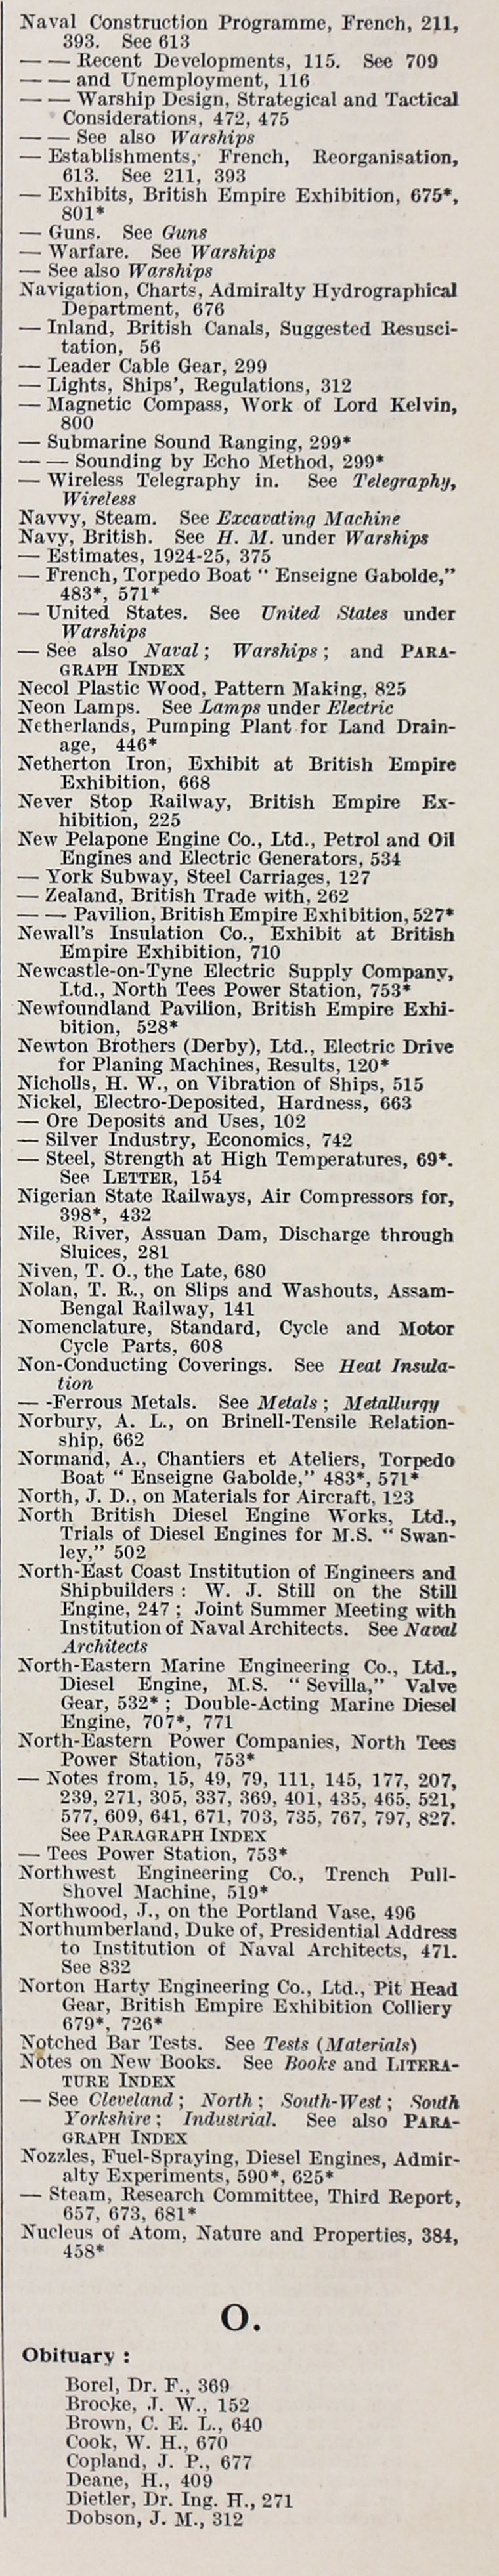 Naval Construction Programme, French, 211,
393. See 613
— — Recent Developments, 115. See 709
— — and Unemployment, 116
— — Warship Design, Strategical and Tactical
Considerations, 472, 475
— — See also Warships
— Establishments, French, Reorganisation,
613. See 211, 393
— Exhibits, British Empire Exhibition, 675*,
801*
— Guns. See Guns
— Warfare. See Warships
— See also Warships
Navigation, Charts, Admiralty Hydrographical
Department, 676
— Inland, British Canals, Suggested Resusci-
tation, 56
— Leader Cable Gear, 299
— Lights, Ships', Regulations, 312
— Magnetic Compass, Work of Lord Kelvin,
800
— Submarine Sound Ranging, 299*
— — Sounding by Echo Method, 299*
— Wireless Telegraphy in. See Telegraphy,
Wireless
Navvy, Steam. See Excavating Machine
Navy, British. See H. M. under Warships
— Estimates, 1924-25, 375
— French, Torpedo Boat “ Enseigne Gabolde,”
483*, 571*
— United States. See United States under
Warships
— See also Naval ; Warships ; and PARA-
GRAPH INDEX
Necol Plastic Wood, Pattern Making, 825
Neon Lamps. See Lamps under Electric
Netherlands, Pumping Plant for Land Drain-
age, 446*
Netherton Iron, Exhibit at British Empire
Exhibition, 668
Never Stop Railway, British Empire Ex-
hibition, 225
New Pelapone Engine Co., Ltd., Petrol and Oil
Engines and Electric Generators, 534
— York Subway, Steel Carriages, 127
— Zealand, British Trade with, 262
— — Pavilion, British Empire Exhibition, 527*
Newall's Insulation Co., Exhibit at British
Empire Exhibition, 710
Newcastle-on-Tyne Electric Supply Company,
Ltd., North Tees Power Station, 753*
Newfoundland Pavilion, British Empire Exhi-
bition, 528*
Newton Brothers (Derby), Ltd., Electric Drive
for Planing Machines, Results, 120*
Nicholls, H. W., on Vibration of Ships, 515
Nickel, Electro-Deposited, Hardness, 663
— Ore Deposits and Uses, 102
— Silver Industry, Economics, 742
— Steel, Strength at High Temperatures, 69*.
See LETTER, 154
Nigerian State Railways, Air Compressors for,
398*, 432
Nile, River, Assuan Dam, Discharge through
Sluices, 281
Niven, T. O., the Late, 680
Nolan, T. R., on Slips and Washouts, Assam-
Bengal Railway, 141
Nomenclature, Standard, Cycle and Motor
Cycle Parts, 608
Non-Conducting Coverings. See Heat Insula-
tion
— -Ferrous Metals. See Metals ; Metallurgy
Norbury, A. L., on Brinell-Tensile Relation-
ship, 662
Normand, A., Chantiers et Ateliers, Torpedo
Boat “ Enseigne Gabolde,” 483*, 571*
North, J. D., on Materials for Aircraft, 123
North British Diesel Engine Works, Ltd.,
Trials of Diesel Engines for M.S. “ Swan-
ley,” 502
North-East Coast Institution of Engineers and
Shipbuilders : W. J. Still on the Still
Engine, 247 ; Joint Summer Meeting with
Institution of Naval Architects. See Naval
Architects
North-Eastern Marine Engineering Co., Ltd.,
Diesel Engine, M.S. “ Sevilla,” Valve
Gear, 532* ; Double-Acting Marine Diesel
Engine, 707*, 771
North-Eastern Power Companies, North Tees
Power Station, 753*
— Notes from, 15, 49, 79, 111, 145, 177, 207,
239, 271, 305, 337, 369, 401, 435, 465, 521,
577, 609, 641, 671, 703, 735, 767, 797, 827.
See PARAGRAPH INDEX
— Tees Power Station, 753*
Northwest Engineering Co., Trench Pull-
Shovel Machine, 519*
Northwood, J., on the Portland Vase, 496
Northumberland, Duke of, Presidential Address
to Institution of Naval Architects, 471.
See 832
Norton Harty Engineering Co., Ltd., Pit Head
Gear, British Empire Exhibition Colliery
679*, 726*
Notched Bar Tests. See Tests (Materials)
Notes on New Books. See Books and LITERA-
TURE INDEX
— See Cleveland ; North ; South-West ; South
Yorkshire ; Industrial. See also PARA-
GRAPH INDEX
Nozzles, Fuel-Spraying, Diesel Engines, Admir-
alty Experiments, 590*, 625*
— Steam, Research Committee, Third Report,
657, 673, 681*
Nucleus of Atom, Nature and Properties, 384,
458*
O.
Obituary :
Borel, Dr. F., 369
Brooke, J. W., 152
Brown, C. E. L., 640
Cook, W. H., 670
Copland, J. P., 677
Deane, H., 409
Dietler, Dr. Ing. H., 271
Dobson, J. M., 312